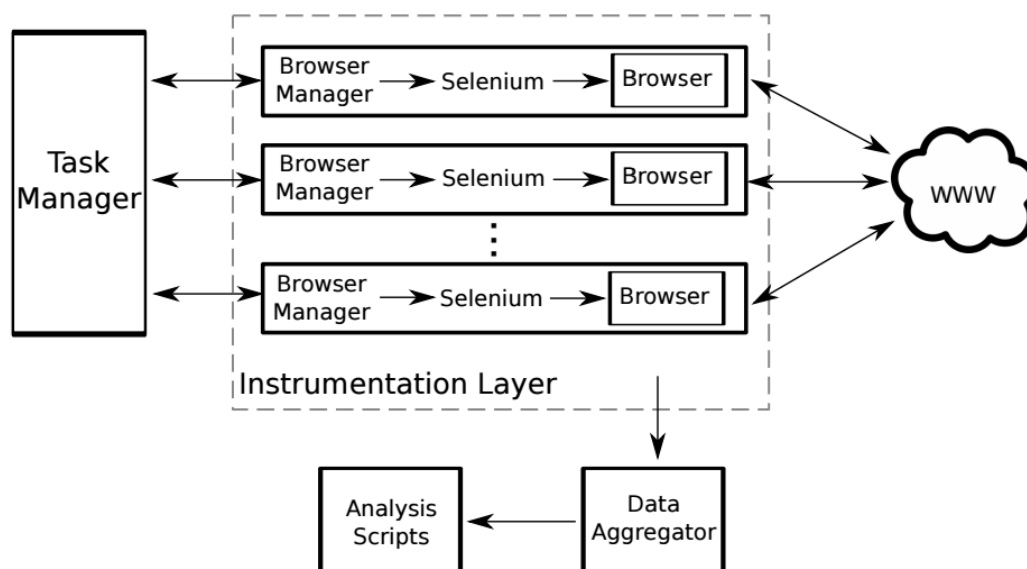 Task
Manager
Browser
Manager
Selenium
Browser
Browser
Manager
Selenium
Browser
Browser
Manager
Selenium
Browser
Instrumentation Layer
www
Analysis
Scripts
Data
Aggregator